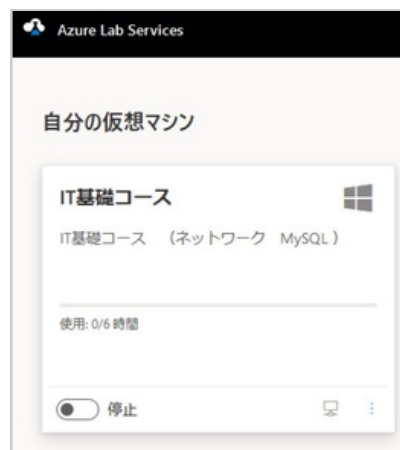 Azure Lab Services
自分の仮想マシン
IT基礎コース
IT基礎コース （ネットワーク MySQL）
使用: 0/6 時間
停止